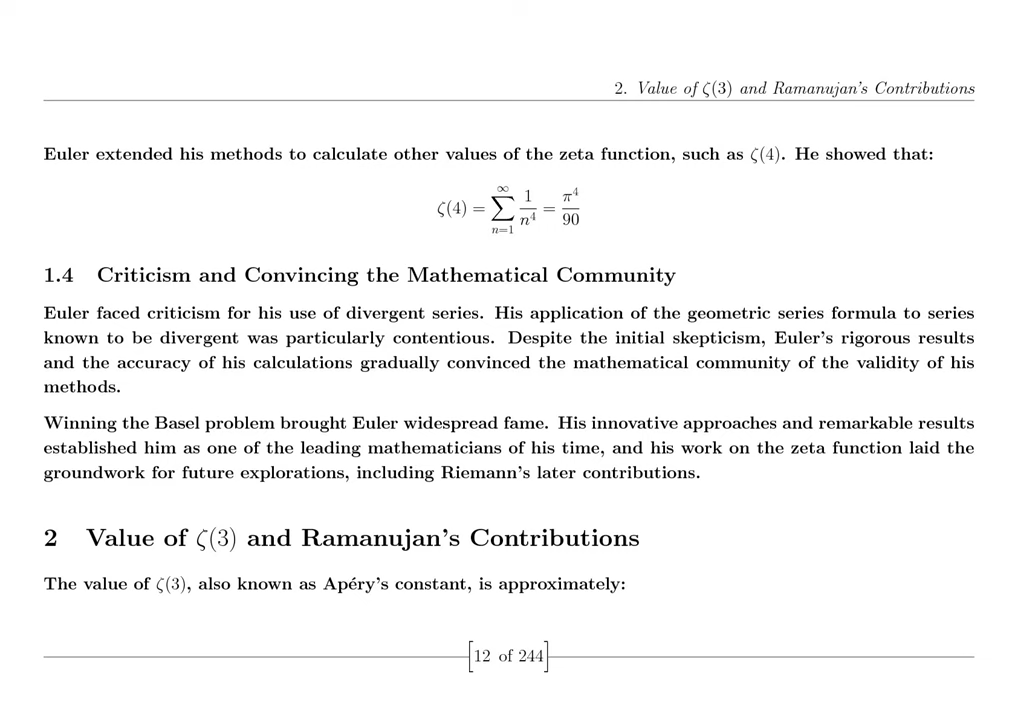 2. Value of ζ(3) and Ramanujan's Contributions
Euler extended his methods to calculate other values of the zeta function, such as ζ(4). He showed that:
ζ(4) = ∑_{n=1}^{∞} 1/n^4 = π^4/90
1.4 Criticism and Convincing the Mathematical Community
Euler faced criticism for his use of divergent series. His application of the geometric series formula to series
known to be divergent was particularly contentious. Despite the initial skepticism, Euler's rigorous results
and the accuracy of his calculations gradually convinced the mathematical community of the validity of his
methods.
Winning the Basel problem brought Euler widespread fame. His innovative approaches and remarkable results
established him as one of the leading mathematicians of his time, and his work on the zeta function laid the
groundwork for future explorations, including Riemann's later contributions.
2 Value of ζ(3) and Ramanujan's Contributions
The value of ζ(3), also known as Apéry's constant, is approximately:
[12 of 244]